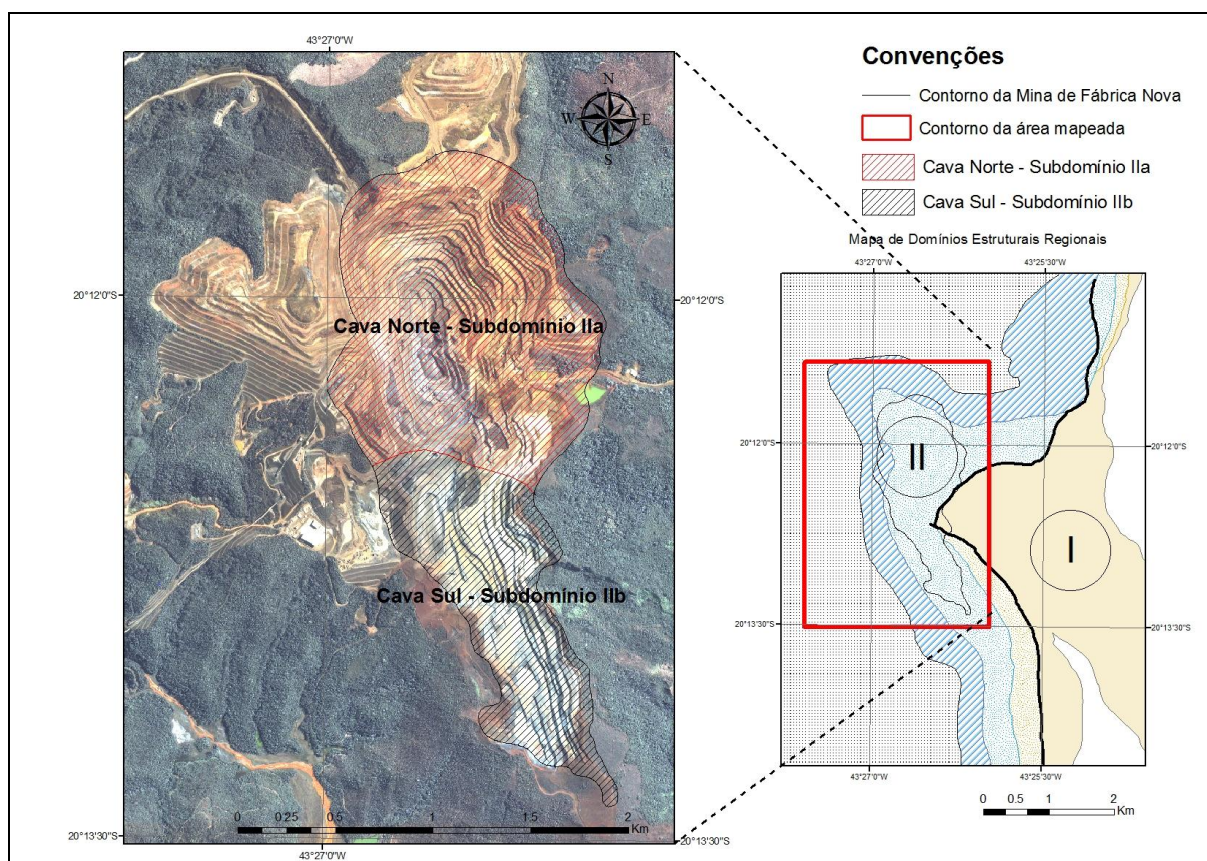 43°27'0"W
N
W E
S
20°12'0"S
20°12'0"S
Cava Norte - Subdomínio IIa
Cava Sul - Subdomínio IIb
0 0.25 0.5 1 1.5 2
Km
20°13'30"S
20°13'30"S
43°27'0"W
Convenções
Contorno da Mina de Fábrica Nova
Contorno da área mapeada
Cava Norte - Subdomínio IIa
Cava Sul - Subdomínio IIb
Mapa de Domínios Estruturais Regionais
43°27'0"W 43°25'30"W
20°12'0"S 20°12'0"S
II
I
20°13'30"S 20°13'30"S
43°27'0"W 43°25'30"W
0 0.5 1 2
Km